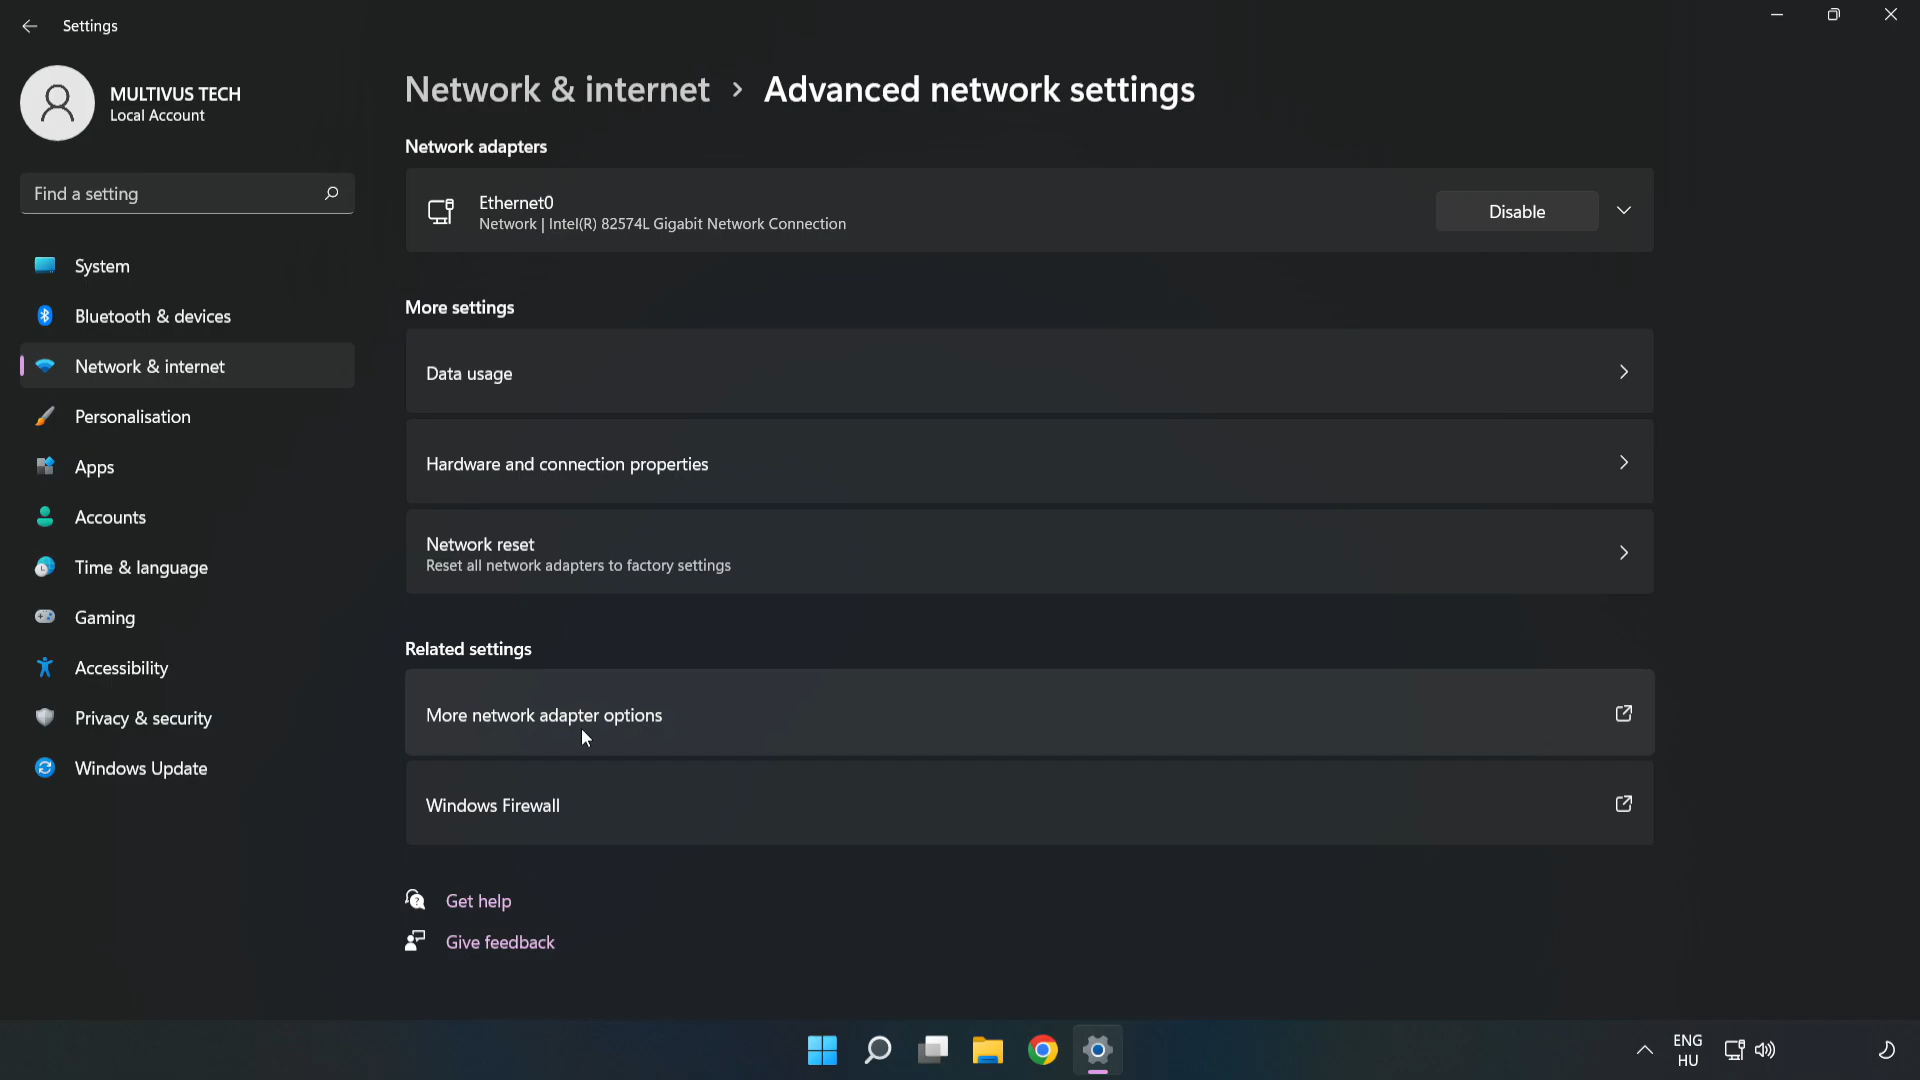 Settings
MULTIVUS TECH
Local Account
Find a setting
System
Bluetooth & devices
Network & internet
Personalisation
Apps
Accounts
Time & language
Gaming
Accessibility
Privacy & security
Windows Update
Network & internet > Advanced network settings
Network adapters
Ethernet0
Network | Intel(R) 82574L Gigabit Network Connection
Disable
More settings
Data usage
Hardware and connection properties
Network reset
Reset all network adapters to factory settings
Related settings
More network adapter options
Windows Firewall
Get help
Give feedback
ENG
HU